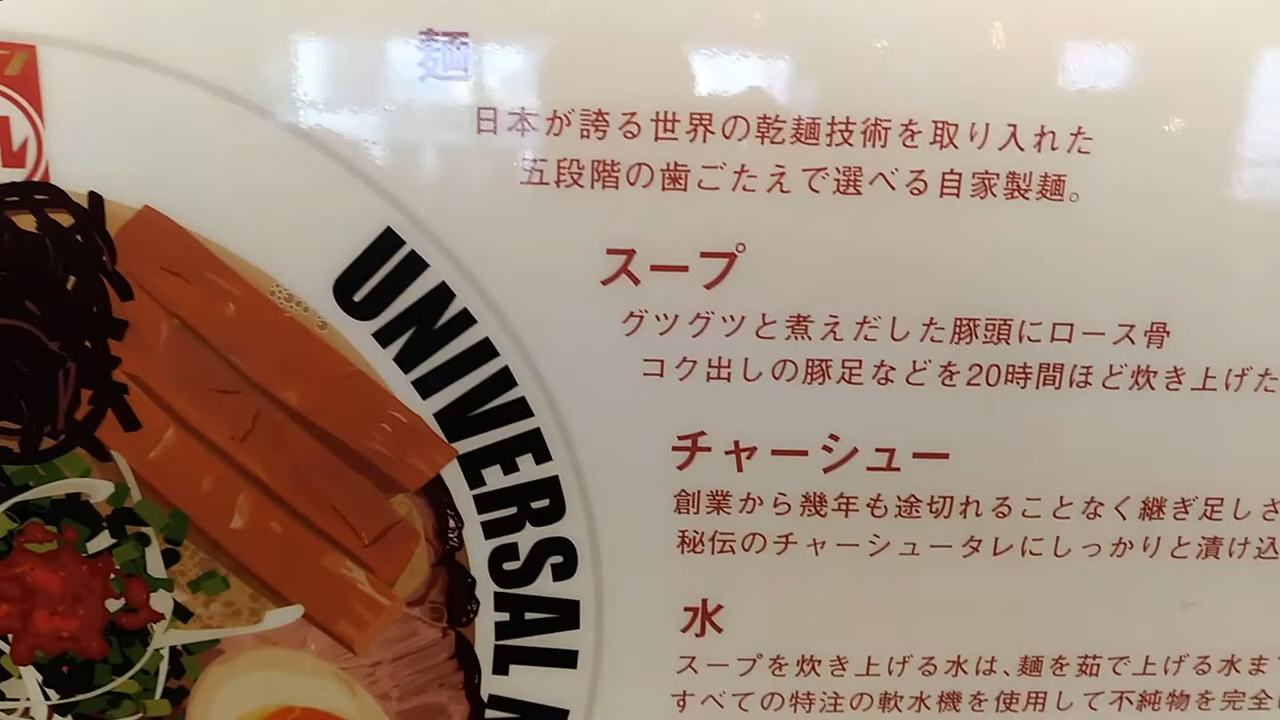 麺
日本が誇る世界の乾麺技術を取り入れた
五段階の歯ごたえで選べる自家製麺。
スープ
グツグツと煮えだした豚頭にロース骨
コク出しの豚足などを20時間ほど炊き上げた
チャーシュー
創業から幾年も途切れることなく継ぎ足しさ
秘伝のチャーシュータレにしっかりと漬け込
水
スープを炊き上げる水は、麺を茹で上げる水ま
すべての特注の軟水機を使用して不純物を完全
UNIVERSAL